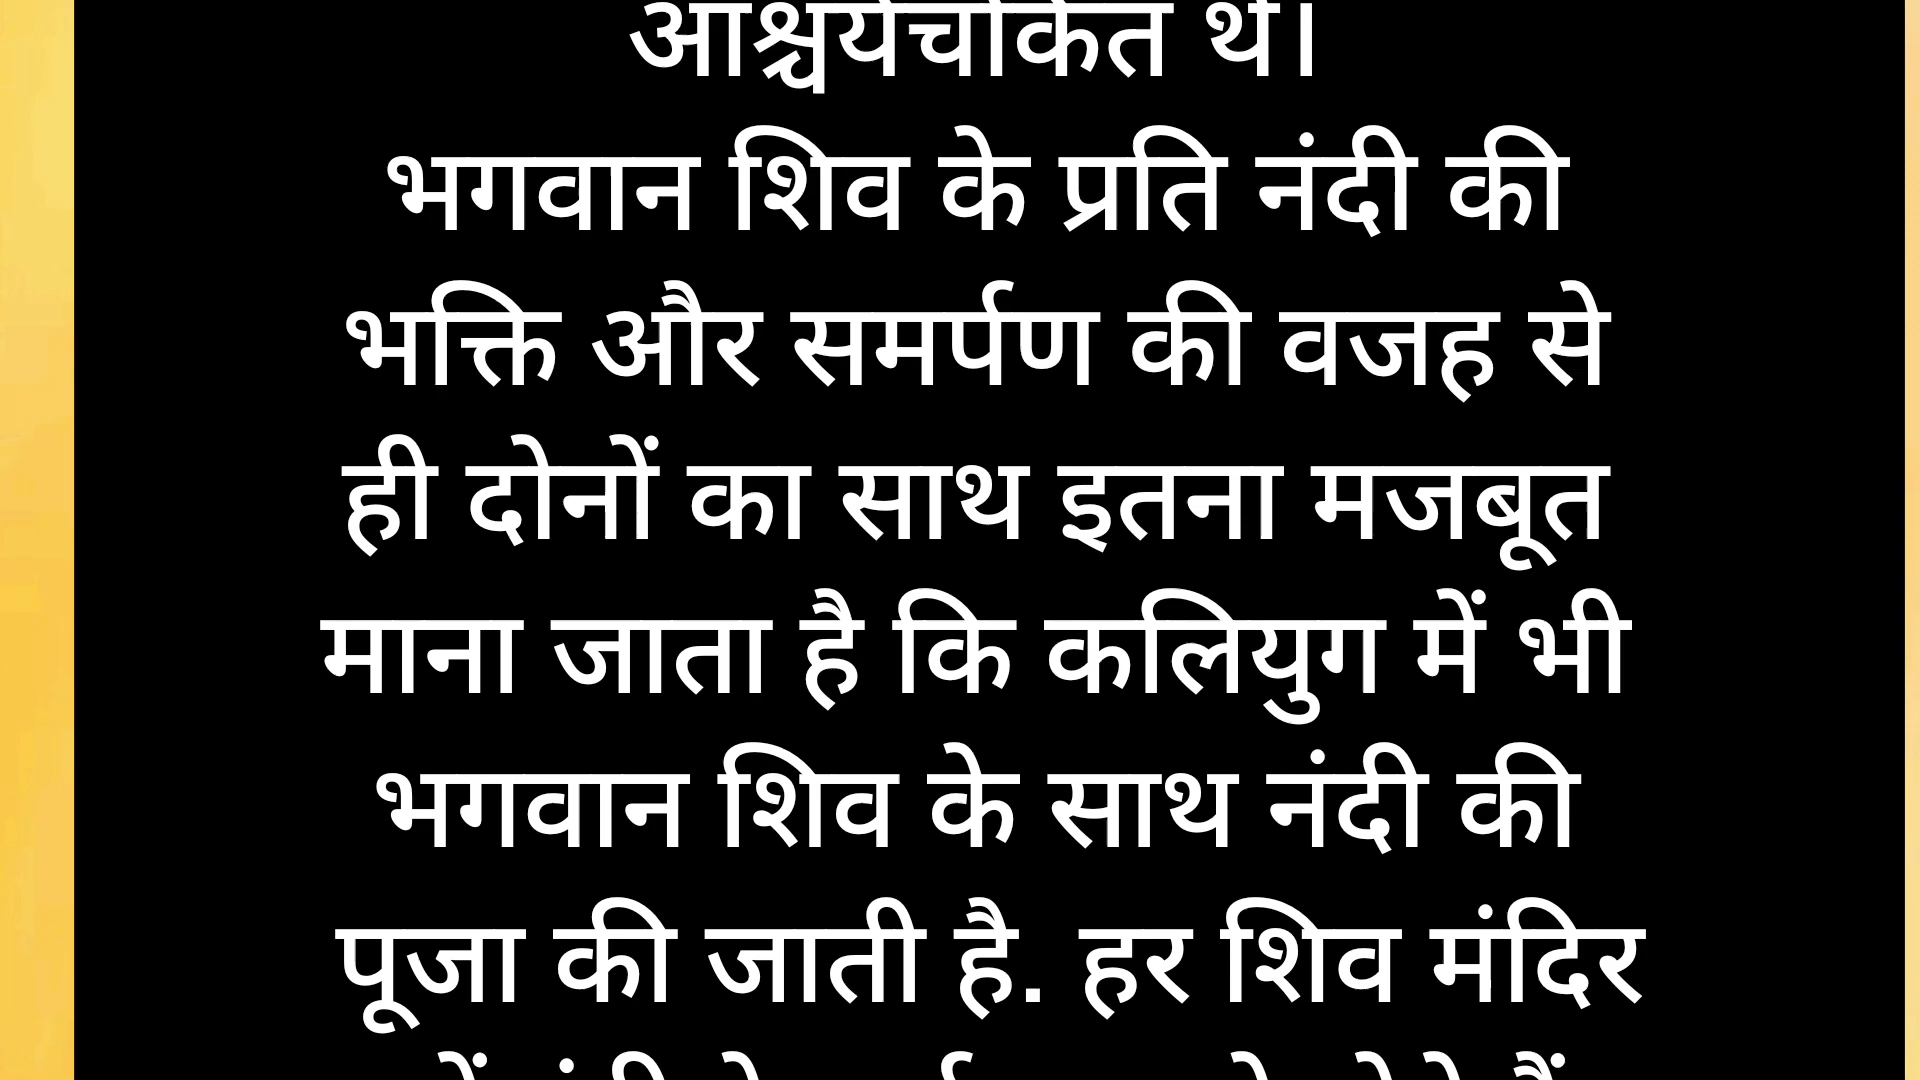 आश्चर्यचकित थे।
भगवान शिव के प्रति नंदी की
भक्ति और समर्पण की वजह से
ही दोनों का साथ इतना मजबूत
माना जाता है कि कलियुग में भी
भगवान शिव के साथ नंदी की
पूजा की जाती है. हर शिव मंदिर